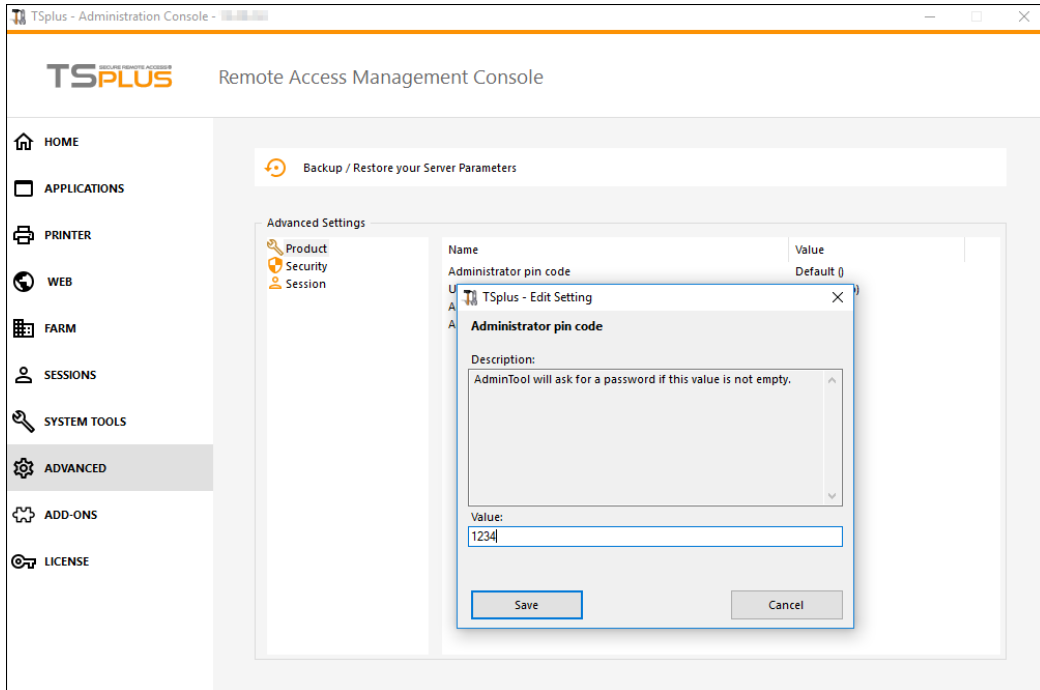 TSplus - Administration Console -
TSPLUS SECURE REMOTE ACCESS®
Remote Access Management Console
HOME
APPLICATIONS
PRINTER
WEB
FARM
SESSIONS
SYSTEM TOOLS
ADVANCED
ADD-ONS
LICENSE
Backup / Restore your Server Parameters
Advanced Settings
Product
Security
Session
Name Value
Administrator pin code Default ()
U
A
A
TSplus - Edit Setting
Administrator pin code
Description:
AdminTool will ask for a password if this value is not empty.
Value:
1234
Save Cancel